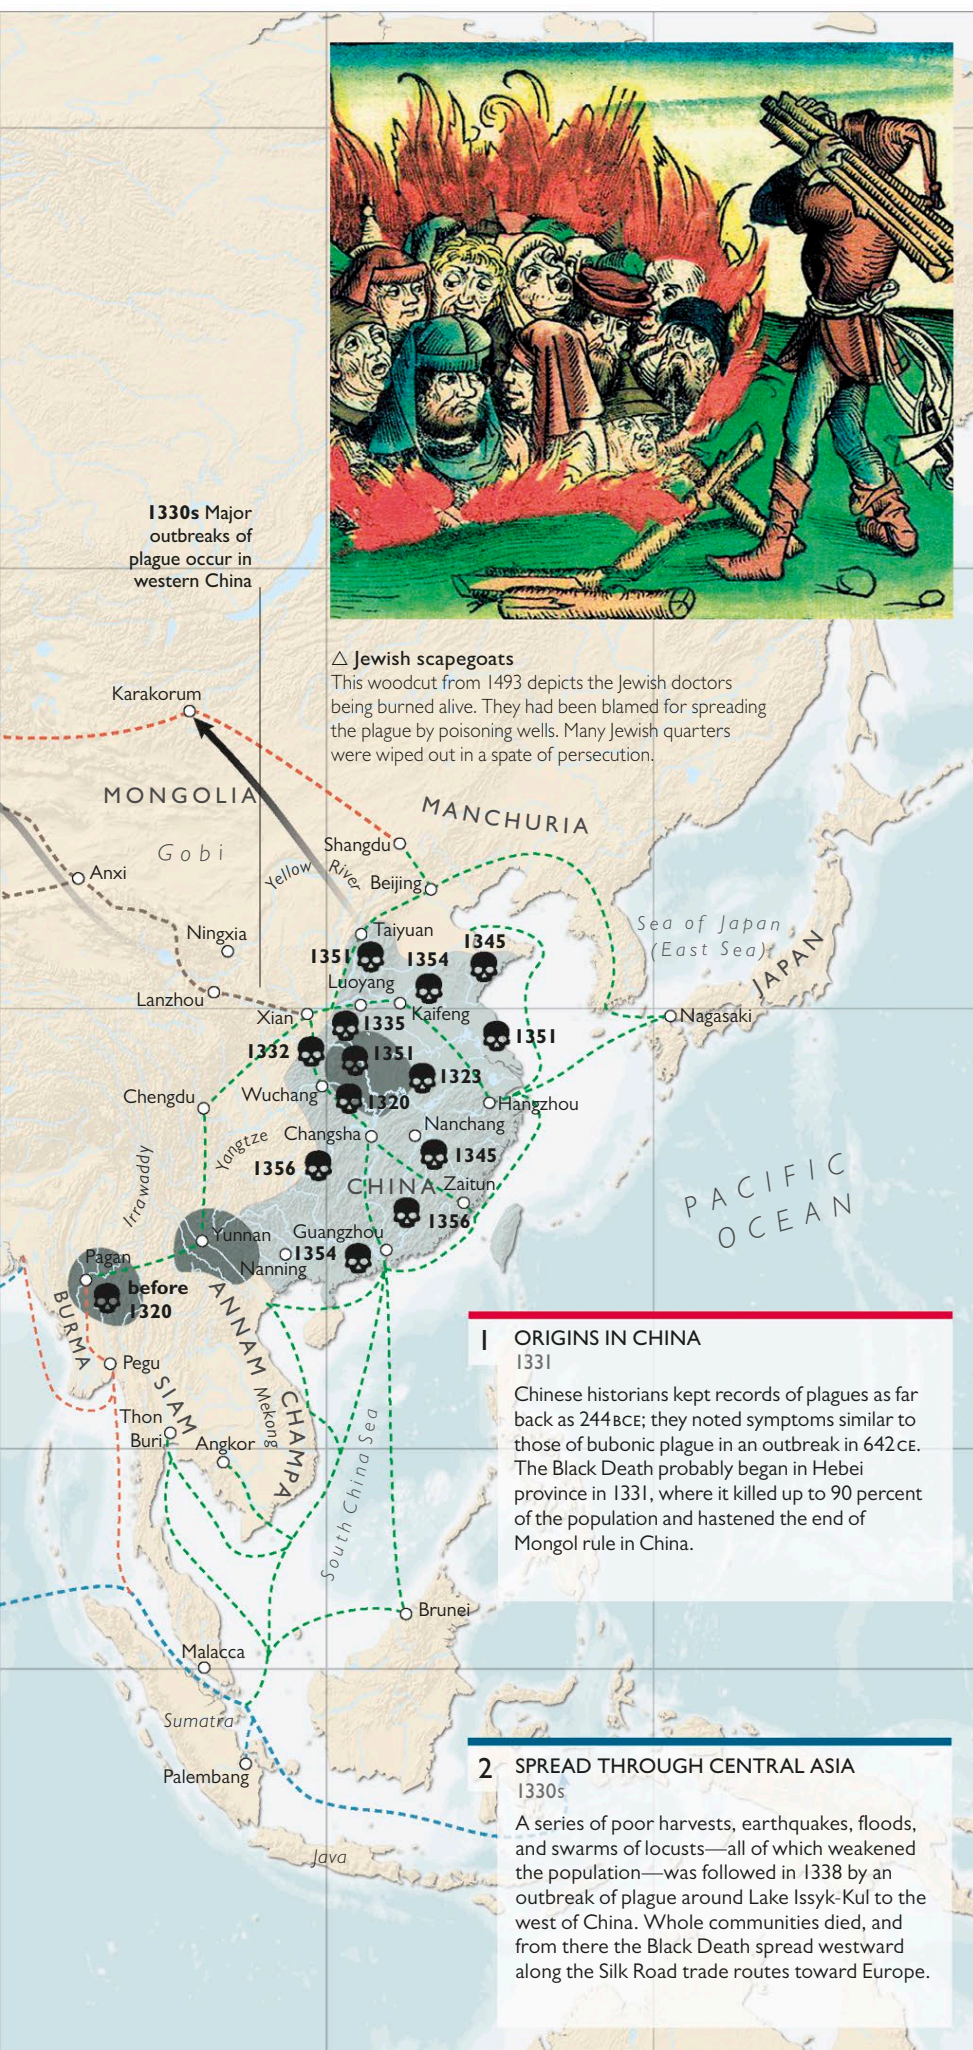 1330s Major
outbreaks of
plague occur in
western China
△ Jewish scapegoats
This woodcut from 1493 depicts the Jewish doctors
being burned alive. They had been blamed for spreading
the plague by poisoning wells. Many Jewish quarters
were wiped out in a spate of persecution.
Karakorum
MONGOLIA
MANCHURIA
Gobi
Shangdu
Yellow River
Beijing
Anxi
Sea of Japan
(East Sea)
JAPAN
Ningxia
Taiyuan
1351
1354
1345
Luoyang
Lanzhou
Xian
Kaifeng
Nagasaki
1335
1351
1332
1351
1323
Wuchang
1320
Chengdu
Hangzhou
Nanchang
Changsha
Yangtze
1345
1356
Irrawaddy
CHINA
Zaitun
1356
PACIFIC
OCEAN
Yunnan
Guangzhou
1354
Nanning
Pagan
before
1320
BURMA
ANNAM
Pegu
SIAM
Mekong
CHAMPA
Thon
Buri
Angkor
South China Sea
Brunei
Malacca
Sumatra
Palembang
Java
1 ORIGINS IN CHINA
1331
Chinese historians kept records of plagues as far
back as 244BCE; they noted symptoms similar to
those of bubonic plague in an outbreak in 642CE.
The Black Death probably began in Hebei
province in 1331, where it killed up to 90 percent
of the population and hastened the end of
Mongol rule in China.
2 SPREAD THROUGH CENTRAL ASIA
1330s
A series of poor harvests, earthquakes, floods,
and swarms of locusts—all of which weakened
the population—was followed in 1338 by an
outbreak of plague around Lake Issyk-Kul to the
west of China. Whole communities died, and
from there the Black Death spread westward
along the Silk Road trade routes toward Europe.